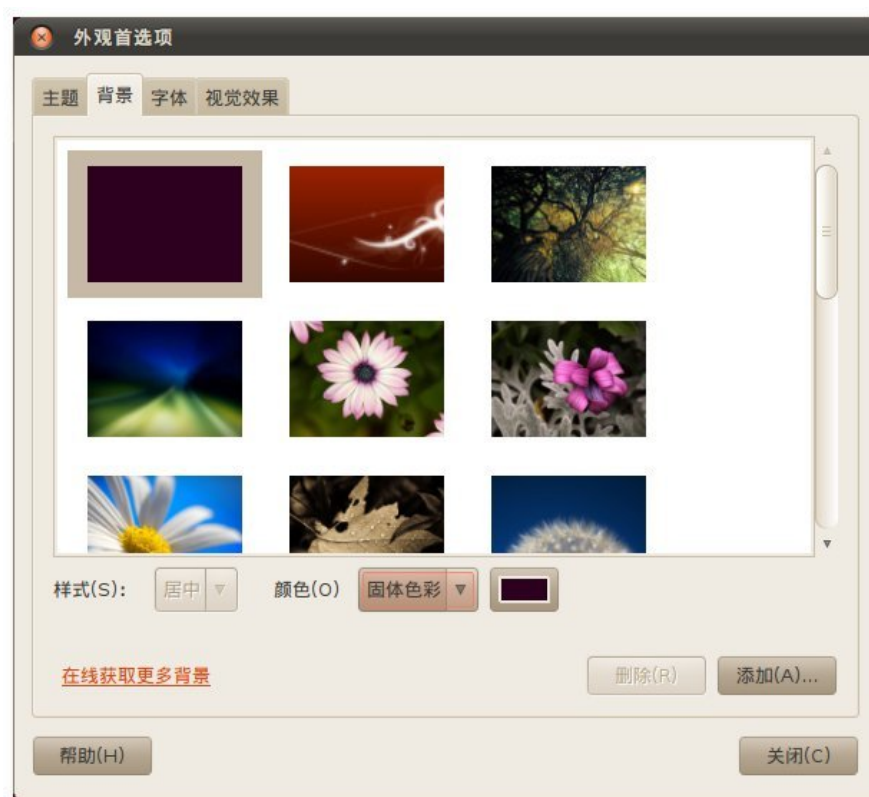 外观首选项
主题 背景 字体 视觉效果
样式(S): 居中 颜色(O) 固体色彩
在线获取更多背景 删除(R) 添加(A)...
帮助(H) 关闭(C)